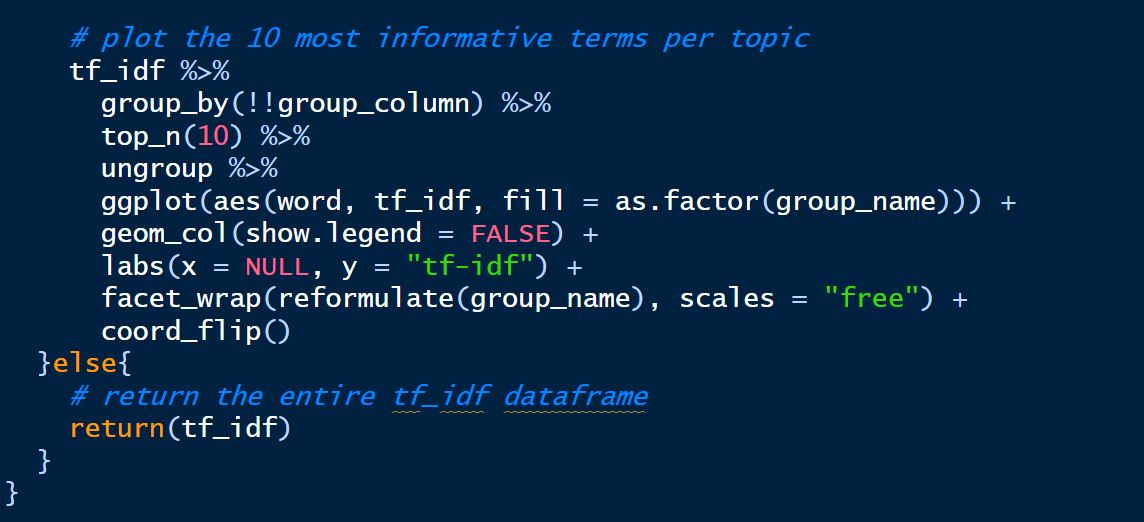 # plot the 10 most informative terms per topic
tf_idf %>%
group_by(!!group_column) %>%
top_n(10) %>%
ungroup %>%
ggplot(aes(word, tf_idf, fill = as.factor(group_name))) +
geom_col(show.legend = FALSE) +
labs(x = NULL, y = "tf-idf") +
facet_wrap(reformulate(group_name), scales = "free") +
coord_flip()
}else{
# return the entire tf_idf dataframe
return(tf_idf)
}
}